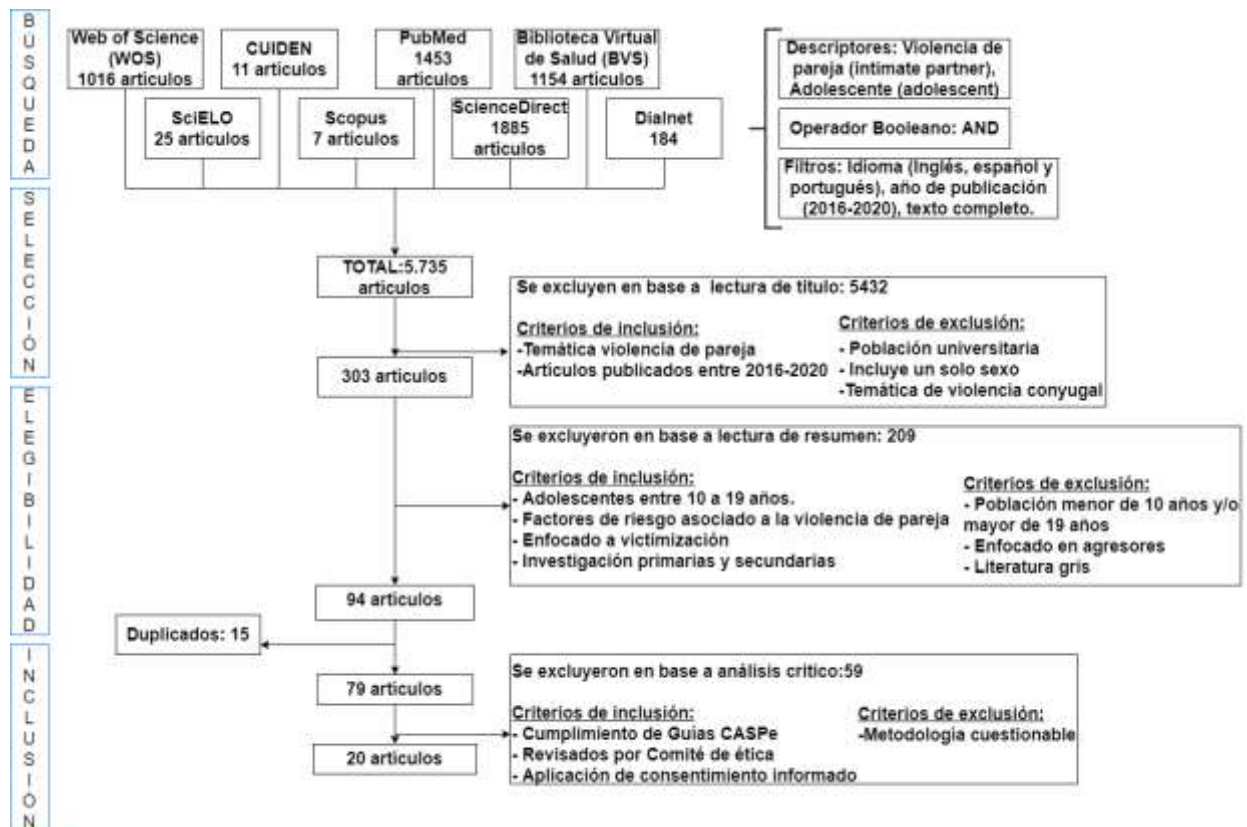 BÚSQUEDA
Web of Science
(WOS)
1016 artículos
CUIDEN
11 artículos
PubMed
1453
artículos
Biblioteca Virtual
de Salud (BVS)
1154 artículos
SciELO
25 artículos
Scopus
7 artículos
ScienceDirect
1885
artículos
Dialnet
184
Descriptores: Violencia de
pareja (intimate partner),
Adolescente (adolescent)
Operador Booleano: AND
Filtros: Idioma (Inglés, español y
portugués), año de publicación
(2016-2020), texto completo.
SELECCIÓN
TOTAL:5.735
artículos
303 artículos
Se excluyen en base a lectura de título: 5432
Criterios de inclusión:
-Temática violencia de pareja
-Artículos publicados entre 2016-2020
Criterios de exclusión:
- Población universitaria
- Incluye un solo sexo
-Temática de violencia conyugal
ELEGIBILIDAD
Se excluyeron en base a lectura de resumen: 209
Criterios de inclusión:
- Adolescentes entre 10 a 19 años.
- Factores de riesgo asociado a la violencia de pareja
- Enfocado a victimización
- Investigación primarias y secundarias
Criterios de exclusión:
- Población menor de 10 años y/o
mayor de 19 años
- Enfocado en agresores
- Literatura gris
94 artículos
Duplicados: 15
INCLUSIÓN
79 artículos
20 artículos
Se excluyeron en base a análisis crítico:59
Criterios de inclusión:
- Cumplimiento de Guías CASPe
- Revisados por Comité de ética
- Aplicación de consentimiento informado
Criterios de exclusión:
-Metodología cuestionable